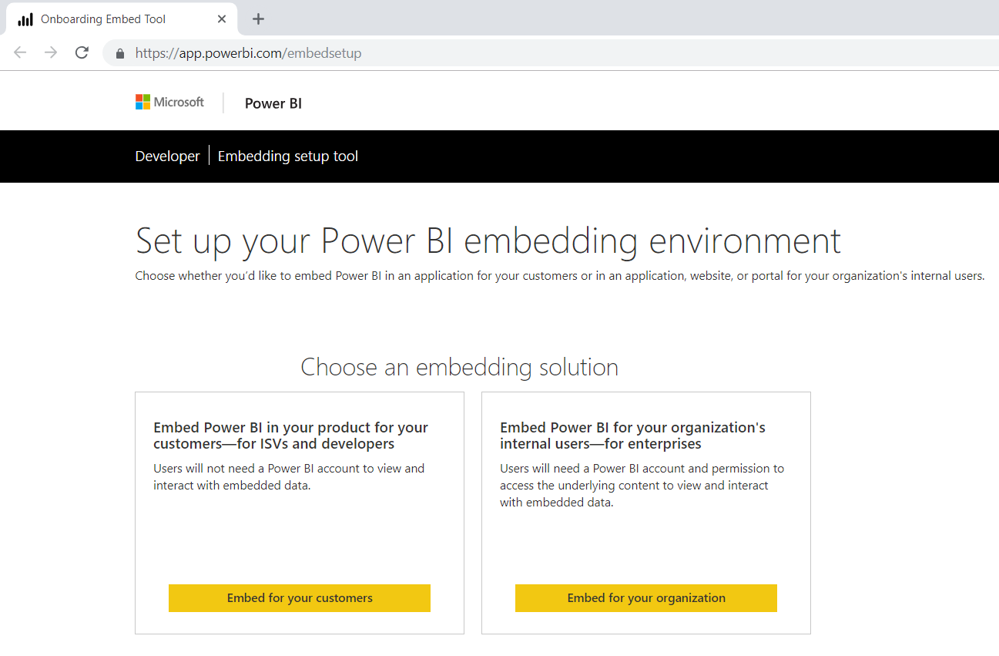 Onboarding Embed Tool
https://app.powerbi.com/embedsetup
Microsoft
Power BI
Developer
Embedding setup tool
Set up your Power BI embedding environment
Choose whether you'd like to embed Power BI in an application for your customers or in an application, website, or portal for your organization's internal users.
Choose an embedding solution
Embed Power BI in your product for your
customers—for ISVs and developers
Users will not need a Power BI account to view and
interact with embedded data.
Embed for your customers
Embed Power BI for your organization's
internal users—for enterprises
Users will need a Power BI account and permission to
access the underlying content to view and interact
with embedded data.
Embed for your organization